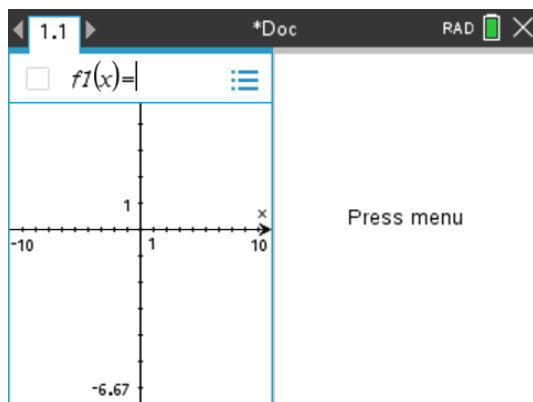 1.1 *Doc RAD
f1(x)=
1
x
-10 1 10
Press menu
-6.67